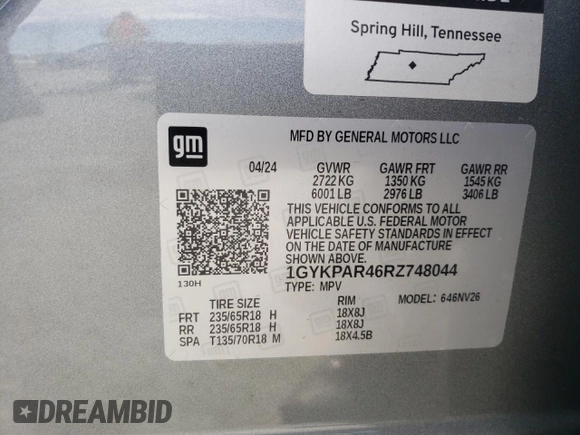 Spring Hill, Tennessee
gm
MFD BY GENERAL MOTORS LLC
04/24 GVWR GAWR FRT GAWR RR
2722 KG 1350 KG 1545 KG
6001 LB 2976 LB 3406 LB
THIS VEHICLE CONFORMS TO ALL
APPLICABLE U.S. FEDERAL MOTOR
VEHICLE SAFETY STANDARDS IN EFFECT
ON THE DATE OF MANUFACTURE
SHOWN ABOVE.
1GYKPAR46RZ748044
130H
TYPE: MPV MODEL: 646NV26
TIRE SIZE RIM
FRT 235/65R18 H 18X8J
RR 235/65R18 H 18X8J
SPA T135/70R18 M 18X4.5B
DREAMBID